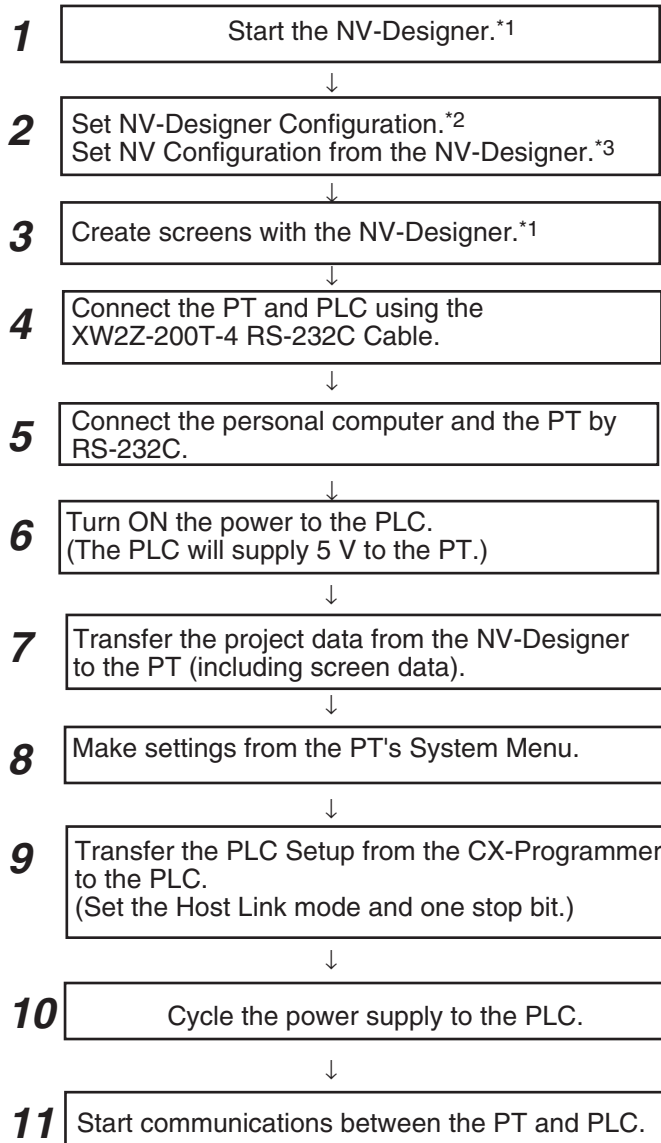 1 Start the NV-Designer.*1
↓
2 Set NV-Designer Configuration.*2
Set NV Configuration from the NV-Designer.*3
↓
3 Create screens with the NV-Designer.*1
↓
4 Connect the PT and PLC using the
XW2Z-200T-4 RS-232C Cable.
↓
5 Connect the personal computer and the PT by
RS-232C.
↓
6 Turn ON the power to the PLC.
(The PLC will supply 5 V to the PT.)
↓
7 Transfer the project data from the NV-Designer
to the PT (including screen data).
↓
8 Make settings from the PT's System Menu.
↓
9 Transfer the PLC Setup from the CX-Programmer
to the PLC.
(Set the Host Link mode and one stop bit.)
↓
10 Cycle the power supply to the PLC.
↓
11 Start communications between the PT and PLC.